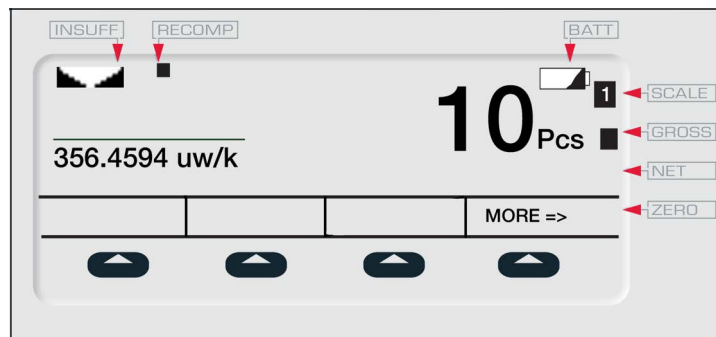 INSUFF RECOMP BATT
1 SCALE
10 Pcs GROSS
356.4594 uw/k
NET
MORE => ZERO